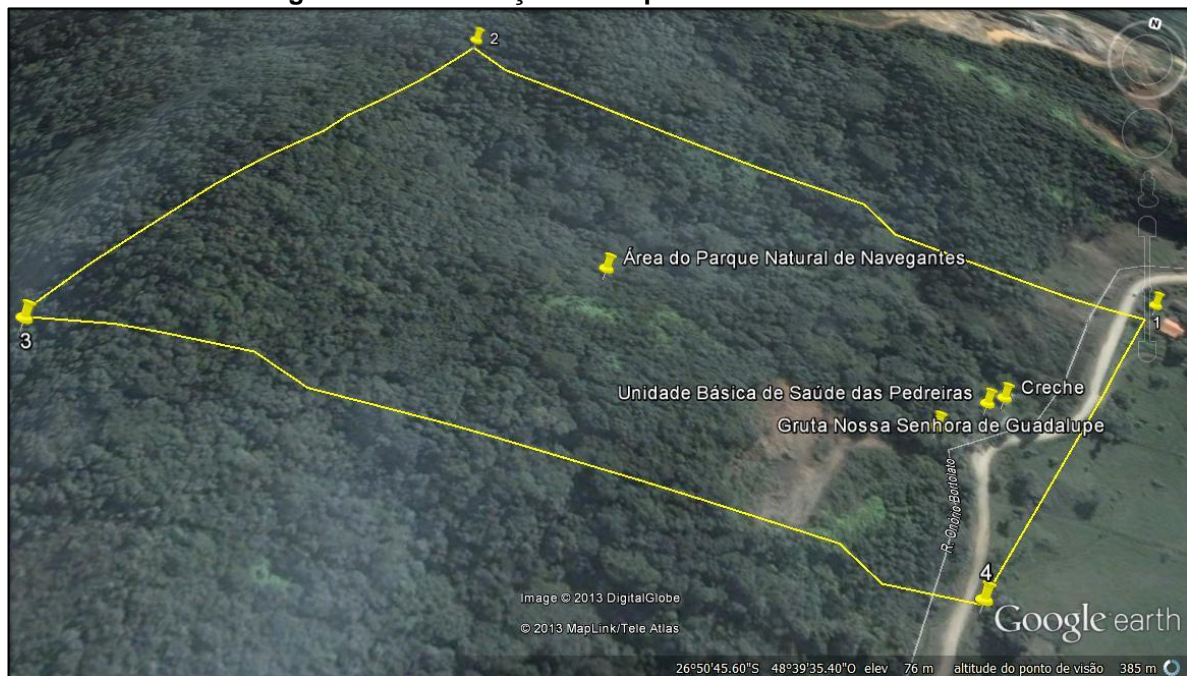 N
2
Área do Parque Natural de Navegantes
3
1
Unidade Básica de Saúde das Pedreiras
Creche
Gruta Nossa Senhora de Guadalupe
R. Onório Bortolato
4
Image © 2013 DigitalGlobe
© 2013 MapLink/Tele Atlas
Google earth
26°50'45.60"S 48°39'35.40"O elev 76 m altitude do ponto de visão 385 m